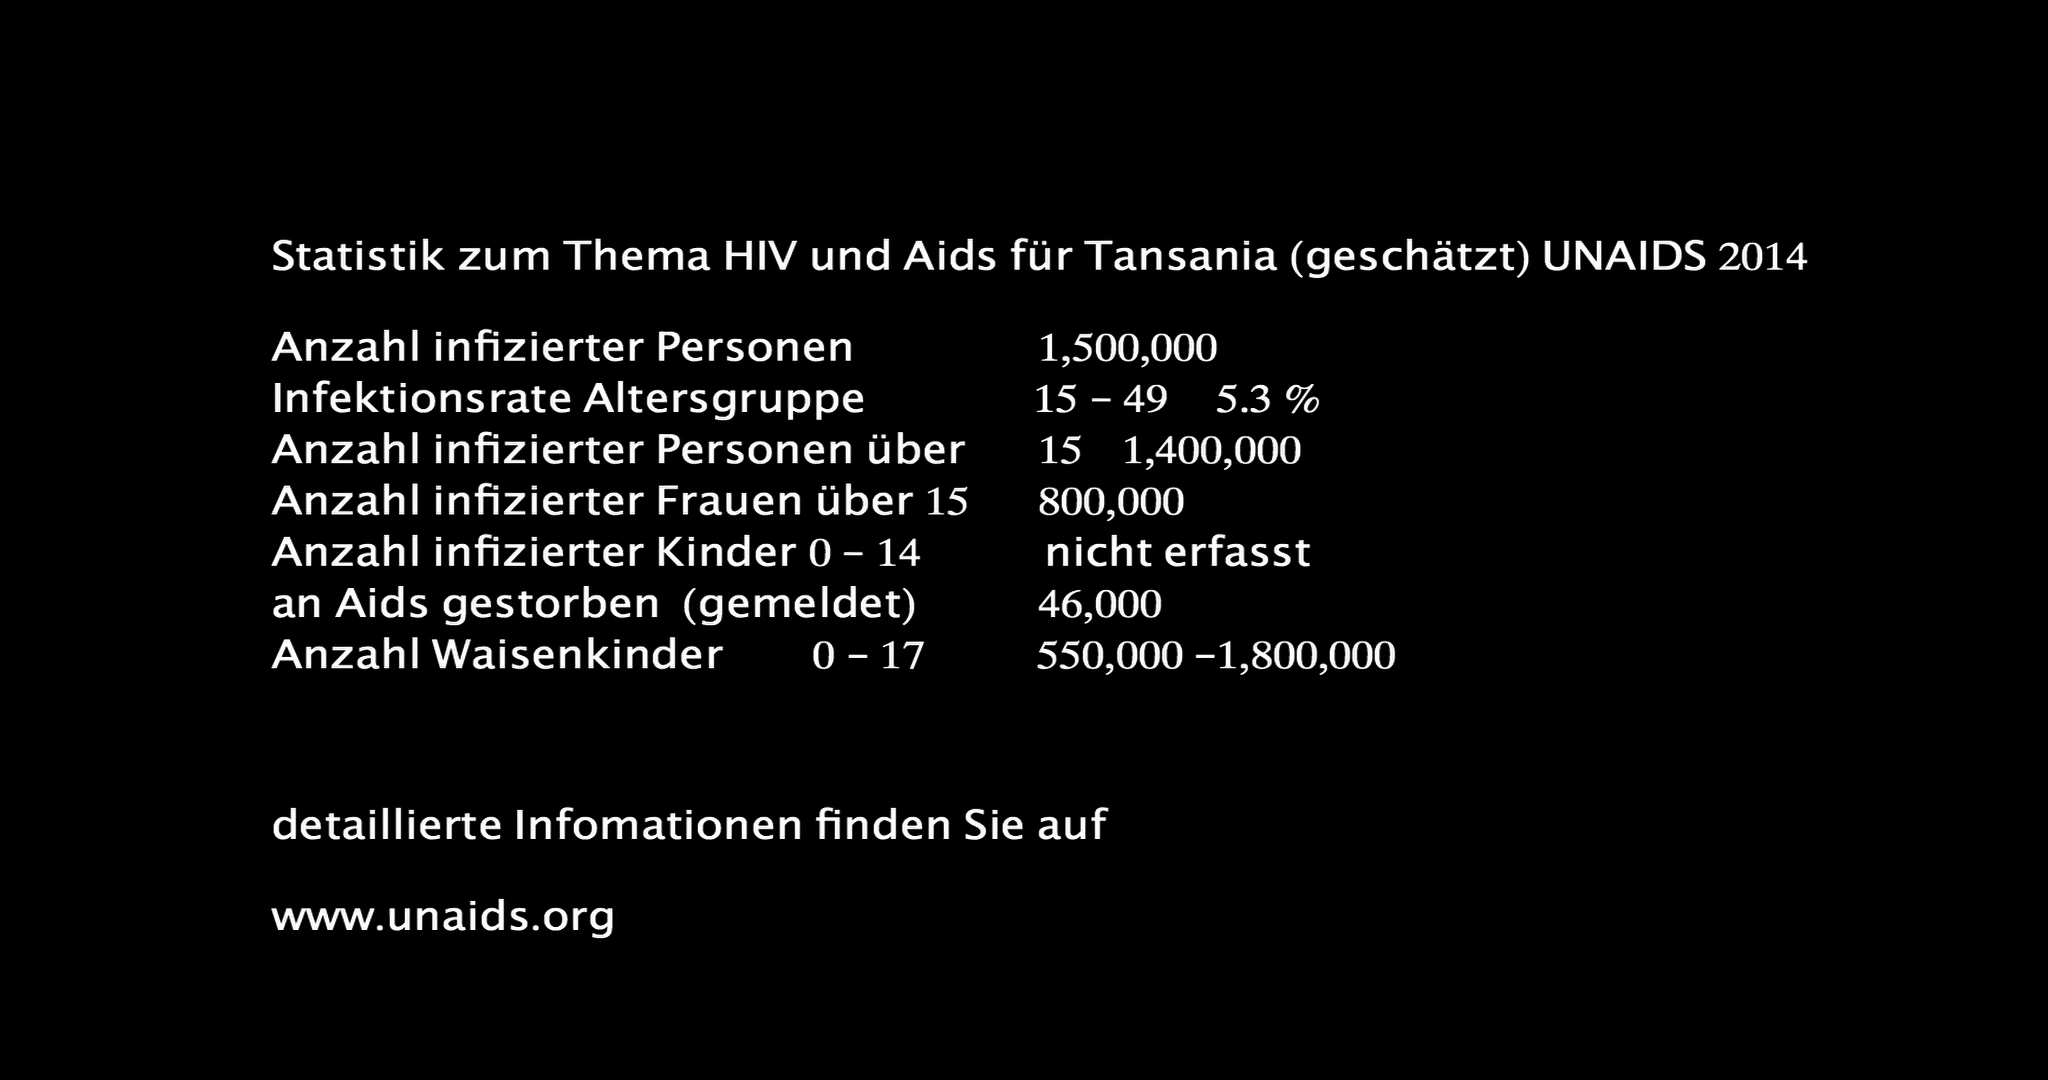 Statistik zum Thema HIV und Aids für Tansania (geschätzt) UNAIDS 2014
Anzahl infizierter Personen 1,500,000
Infektionsrate Altersgruppe 15 – 49 5.3 %
Anzahl infizierter Personen über 15 1,400,000
Anzahl infizierter Frauen über 15 800,000
Anzahl infizierter Kinder 0 – 14 nicht erfasst
an Aids gestorben (gemeldet) 46,000
Anzahl Waisenkinder 0 – 17 550,000 –1,800,000
detaillierte Infomationen finden Sie auf
www.unaids.org